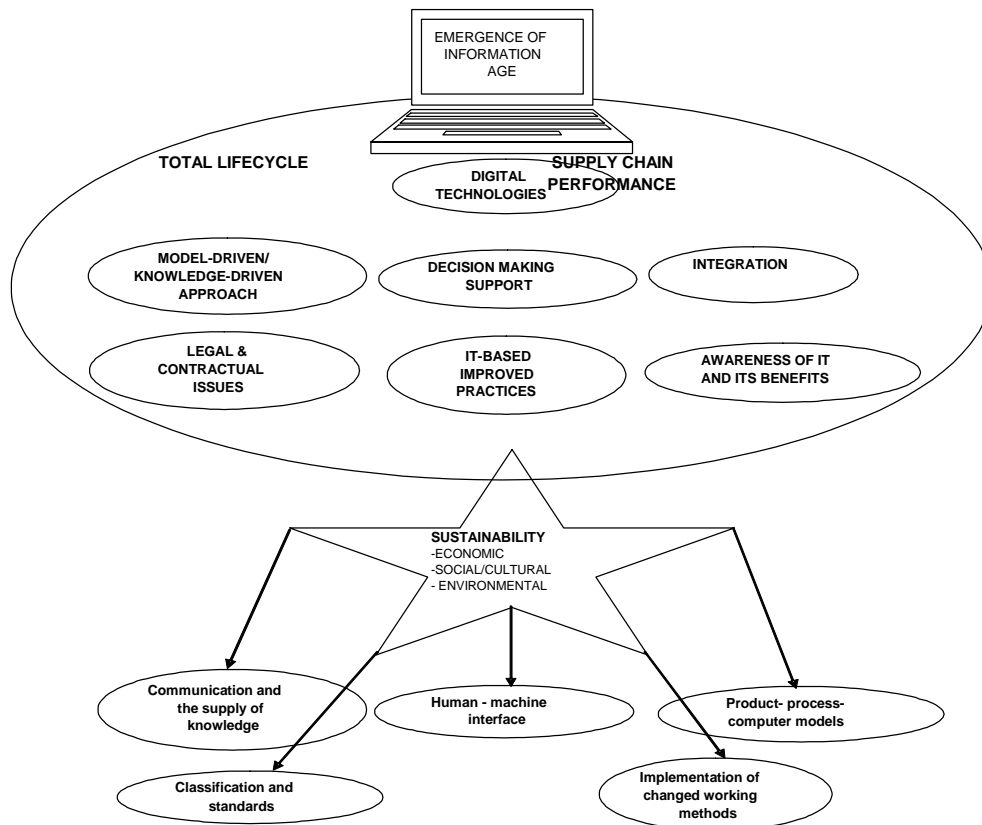 EMERGENCE OF
INFORMATION
AGE
TOTAL LIFECYCLE
SUPPLY CHAIN
PERFORMANCE
DIGITAL
TECHNOLOGIES
MODEL-DRIVEN/
KNOWLEDGE-DRIVEN
APPROACH
DECISION MAKING
SUPPORT
INTEGRATION
LEGAL &
CONTRACTUAL
ISSUES
IT-BASED
IMPROVED
PRACTICES
AWARENESS OF IT
AND ITS BENEFITS
SUSTAINABILITY
-ECONOMIC
-SOCIAL/CULTURAL
- ENVIRONMENTAL
Communication and
the supply of
knowledge
Human - machine
interface
Product- process-
computer models
Classification and
standards
Implementation of
changed working
methods